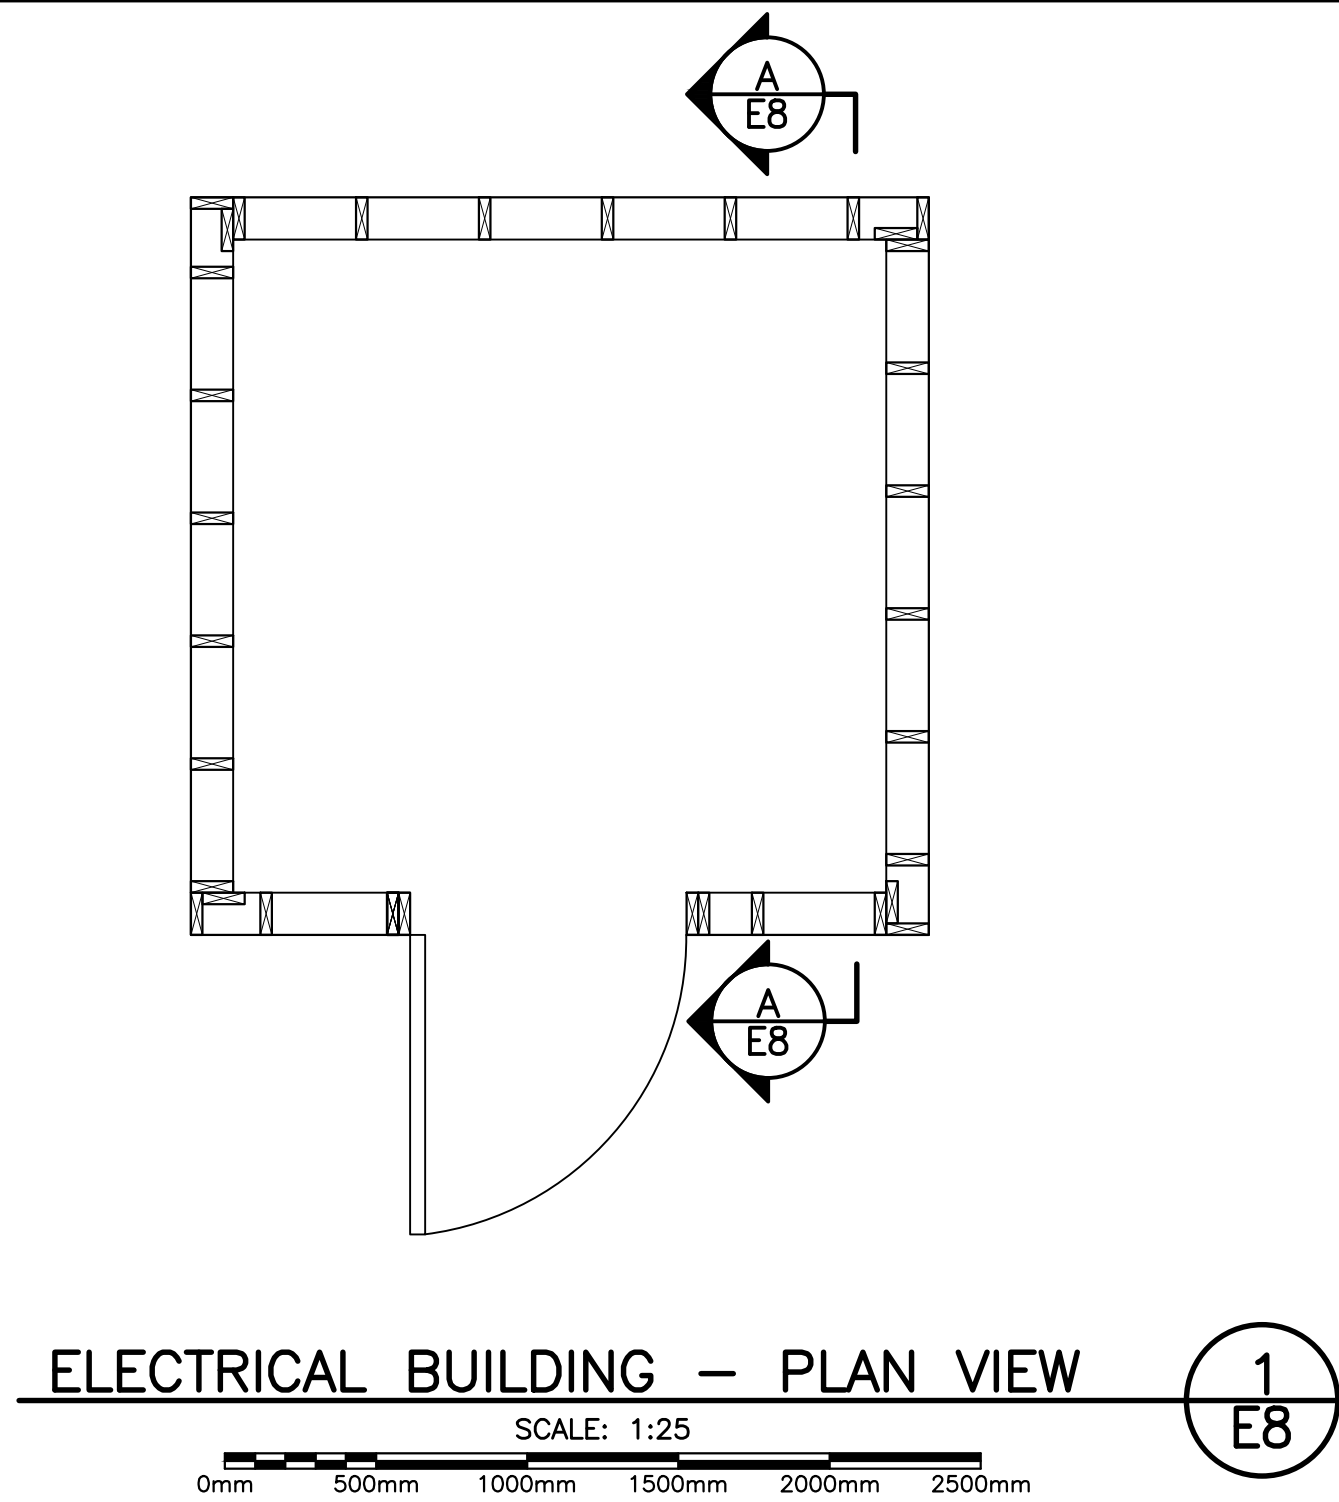 A
E8
A
E8
ELECTRICAL BUILDING – PLAN VIEW
1
E8
SCALE: 1:25
0mm 500mm 1000mm 1500mm 2000mm 2500mm